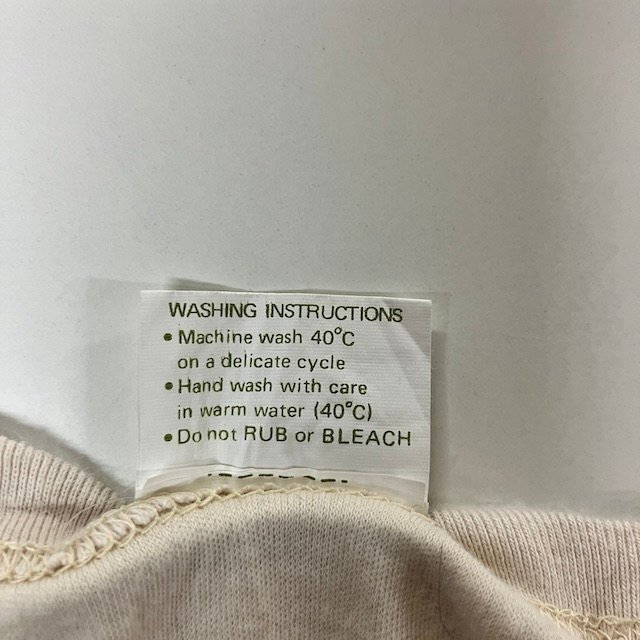 WASHING INSTRUCTIONS
• Machine wash 40°C
on a delicate cycle
• Hand wash with care
in warm water (40°C)
• Do not RUB or BLEACH